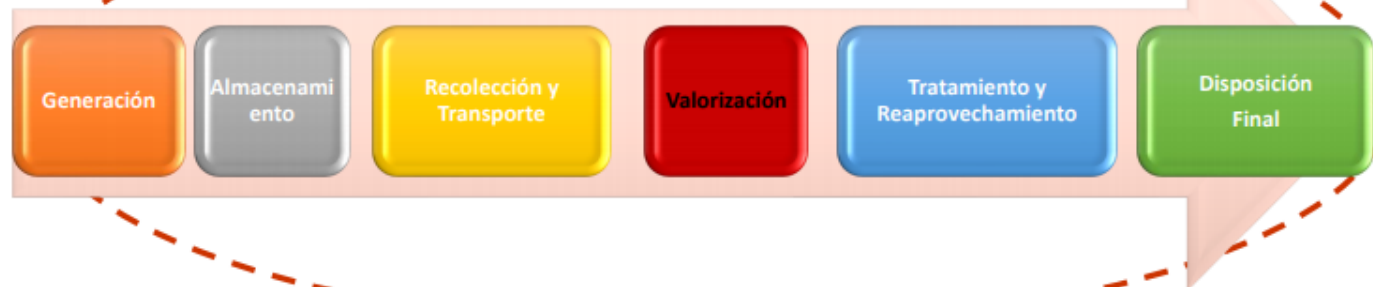 Generación
Almacenami
ento
Recolección y
Transporte
Valorización
Tratamiento y
Reaprovechamiento
Disposición
Final